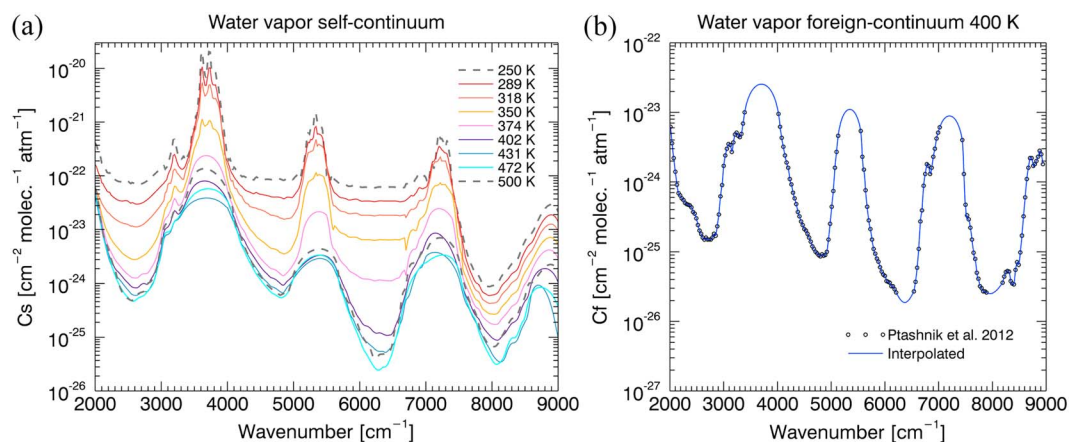 (a)
Water vapor self-continuum
Cs [cm⁻² molec.⁻¹ atm⁻¹]
10⁻²⁰
10⁻²¹
10⁻²²
10⁻²³
10⁻²⁴
10⁻²⁵
10⁻²⁶
250 K
289 K
318 K
350 K
374 K
402 K
431 K
472 K
500 K
2000 3000 4000 5000 6000 7000 8000 9000
Wavenumber [cm⁻¹]
(b)
Water vapor foreign-continuum 400 K
Cf [cm⁻² molec.⁻¹ atm⁻¹]
10⁻²²
10⁻²³
10⁻²⁴
10⁻²⁵
10⁻²⁶
10⁻²⁷
Ptashnik et al. 2012
Interpolated
2000 3000 4000 5000 6000 7000 8000 9000
Wavenumber [cm⁻¹]